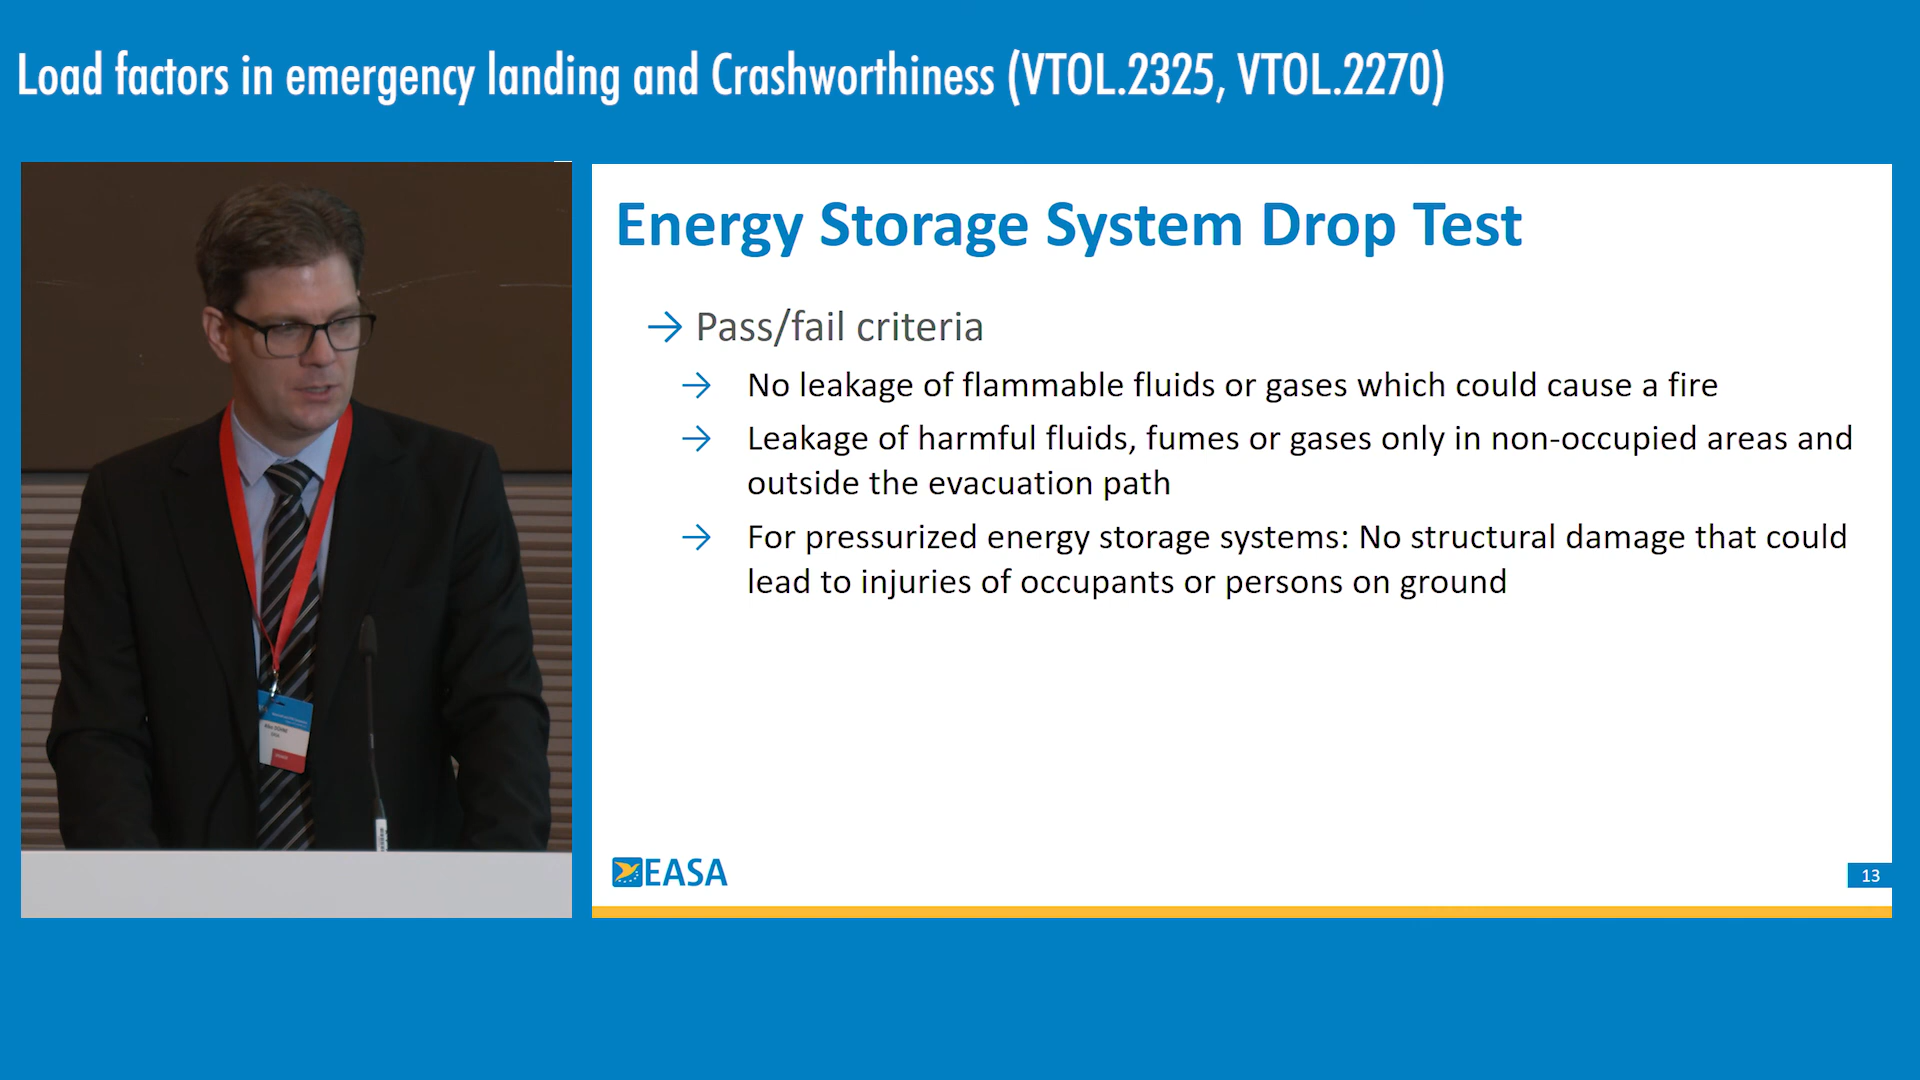 Load factors in emergency landing and Crashworthiness (VTOL.2325, VTOL.2270)
Energy Storage System Drop Test
→ Pass/fail criteria
→ No leakage of flammable fluids or gases which could cause a fire
→ Leakage of harmful fluids, fumes or gases only in non-occupied areas and
outside the evacuation path
→ For pressurized energy storage systems: No structural damage that could
lead to injuries of occupants or persons on ground
EASA
13